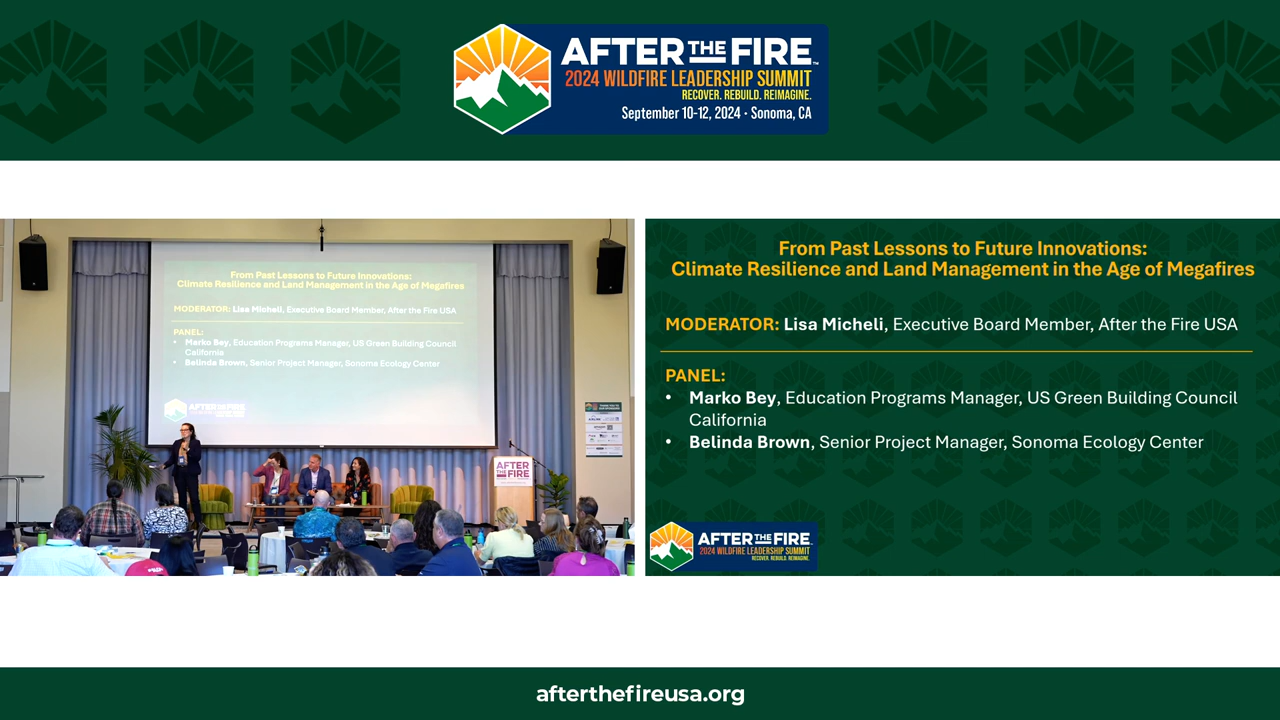 AFTER THE FIRE™
2024 WILDFIRE LEADERSHIP SUMMIT
RECOVER. REBUILD. REIMAGINE.
September 10-12, 2024 · Sonoma, CA
From Past Lessons to Future Innovations:
Climate Resilience and Land Management in the Age of Megafires
MODERATOR: Lisa Micheli, Executive Board Member, After the Fire USA
PANEL:
• Marko Bey, Education Programs Manager, US Green Building Council
California
• Belinda Brown, Senior Project Manager, Sonoma Ecology Center
AFTER THE FIRE
AFTER
THE FIRE
From Past Lessons to Future Innovations:
Climate Resilience and Land Management in the Age of Megafires
MODERATOR: Lisa Micheli, Executive Board Member, After the Fire USA
PANEL:
• Marko Bey, Education Programs Manager, US Green Building Council
California
• Belinda Brown, Senior Project Manager, Sonoma Ecology Center
AFTER THE FIRE
2024 WILDFIRE LEADERSHIP SUMMIT
RECOVER. REBUILD. REIMAGINE.
afterthefireusa.org